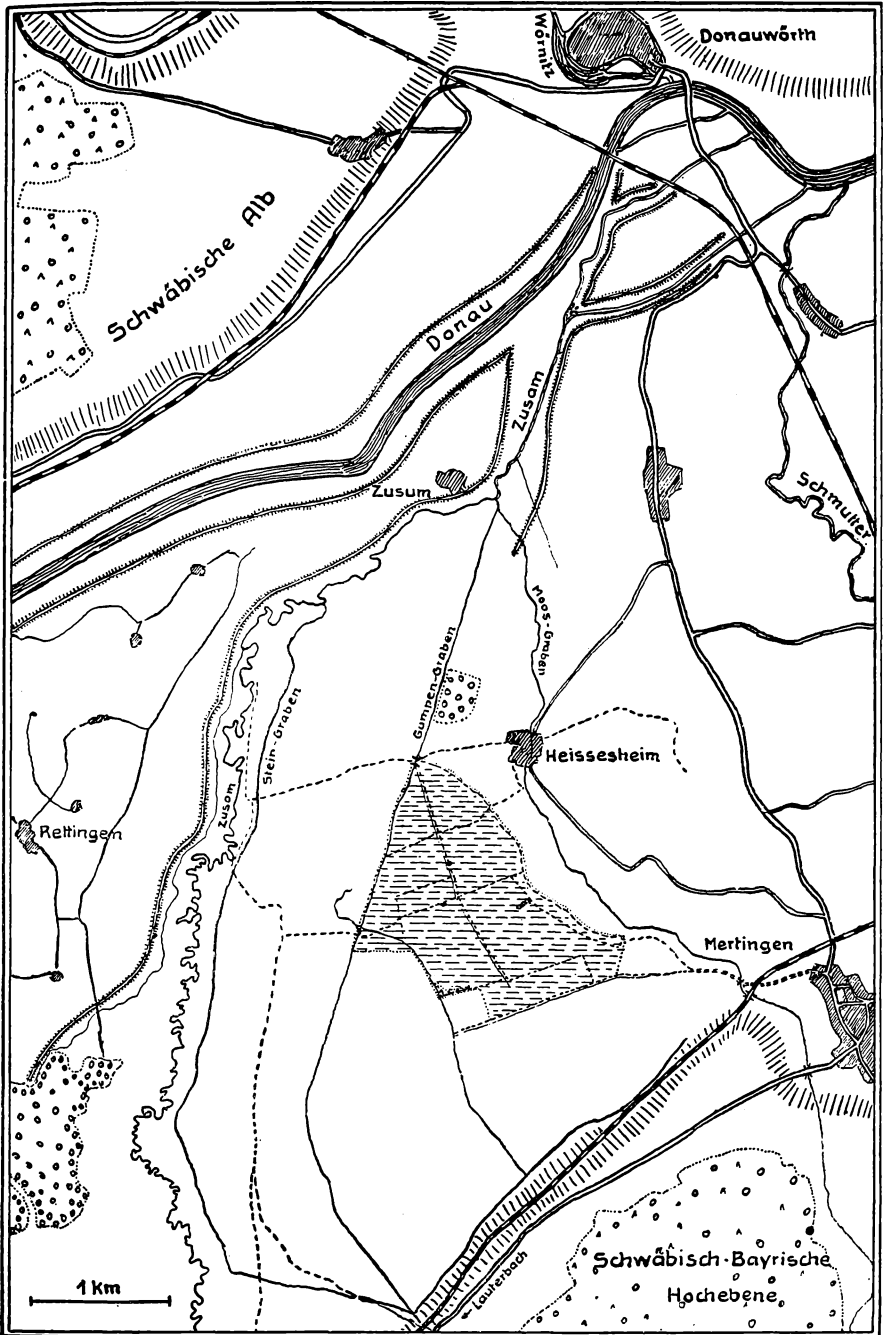 Donauwörth
Wörnitz
Schwäbische Alb
Donau
Zusam
Zusum
Schmutter
Moos-Graben
Gumpen-Graben
Stein-Graben
Heissesheim
Zusam
Rettingen
Mertingen
Schwäbisch-Bayrische
Hochebene
← Lauterbach
1 Km